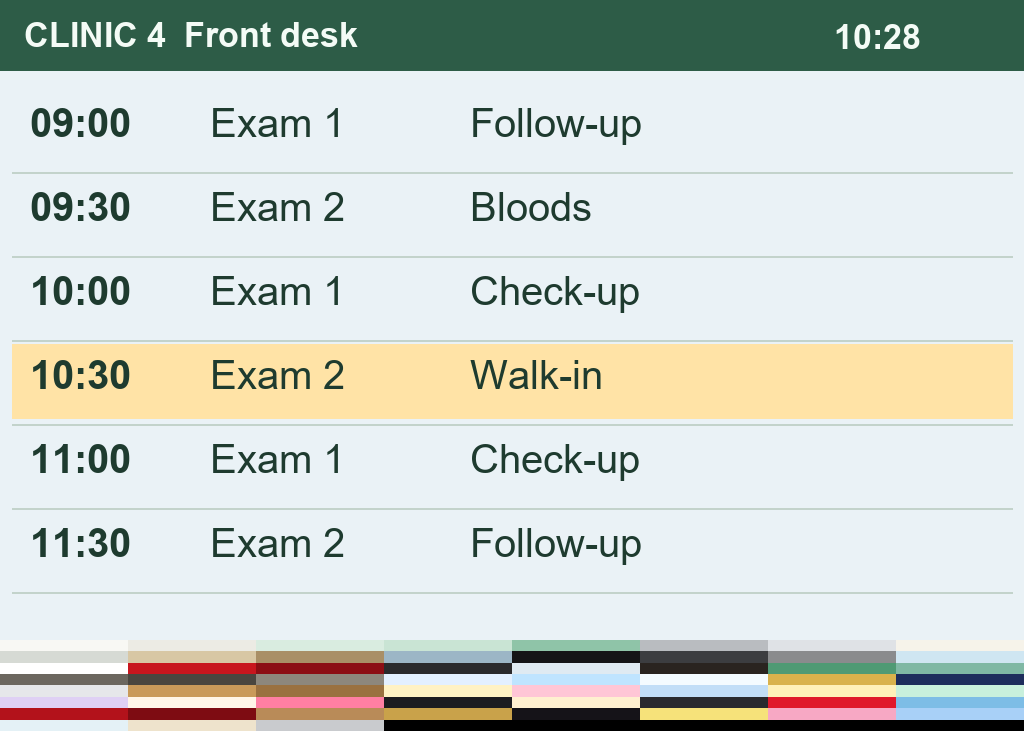 CLINIC 4 Front desk 10:28
09:00 Exam 1 Follow-up
09:30 Exam 2 Bloods
10:00 Exam 1 Check-up
10:30 Exam 2 Walk-in
11:00 Exam 1 Check-up
11:30 Exam 2 Follow-up